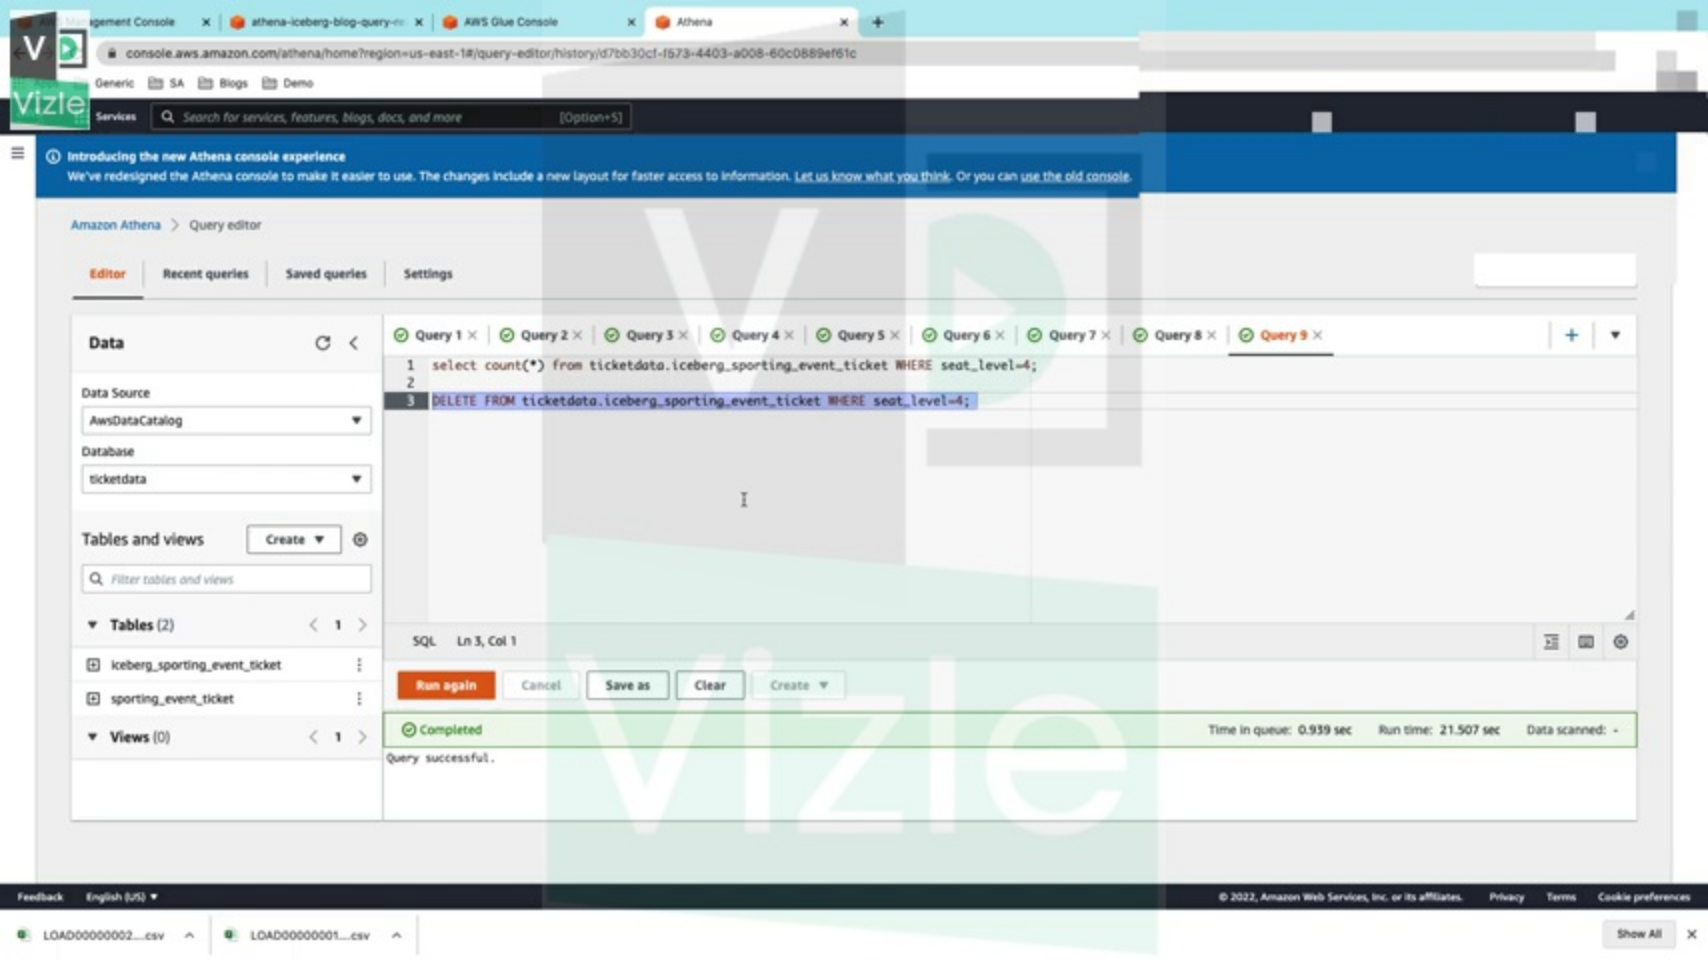 Management Console
athena-iceberg-blog-query-e
AWS Glue Console
Athena
console.aws.amazon.com/athena/home?region=us-east-1#/query-editor/history/d7bb30cf-f573-4403-a008-60c0889ef61c
Generic
SA
Blogs
Demo
Vizle
Services
Search for services, features, blogs, docs, and more
[Option+S]
Introducing the new Athena console experience
We've redesigned the Athena console to make it easier to use. The changes include a new layout for faster access to information. Let us know what you think. Or you can use the old console.
Amazon Athena > Query editor
Editor
Recent queries
Saved queries
Settings
Data
Query 1
Query 2
Query 3
Query 4
Query 5
Query 6
Query 7
Query 8
Query 9
1 select count(*) from ticketdata.iceberg_sporting_event_ticket WHERE seat_level=4;
2
3 DELETE FROM ticketdata.iceberg_sporting_event_ticket WHERE seat_level=4;
Data Source
AwsDataCatalog
Database
ticketdata
Tables and views
Create
Filter tables and views
Tables (2)
1
iceberg_sporting_event_ticket
sporting_event_ticket
Views (0)
1
SQL Ln 3, Col 1
Run again
Cancel
Save as
Clear
Create
Completed
Time in queue: 0.939 sec
Run time: 21.507 sec
Data scanned: -
Query successful.
Vizle
Feedback
English (US)
© 2022, Amazon Web Services, Inc. or its affiliates.
Privacy
Terms
Cookie preferences
LOAD00000002....csv
LOAD00000001....csv
Show All